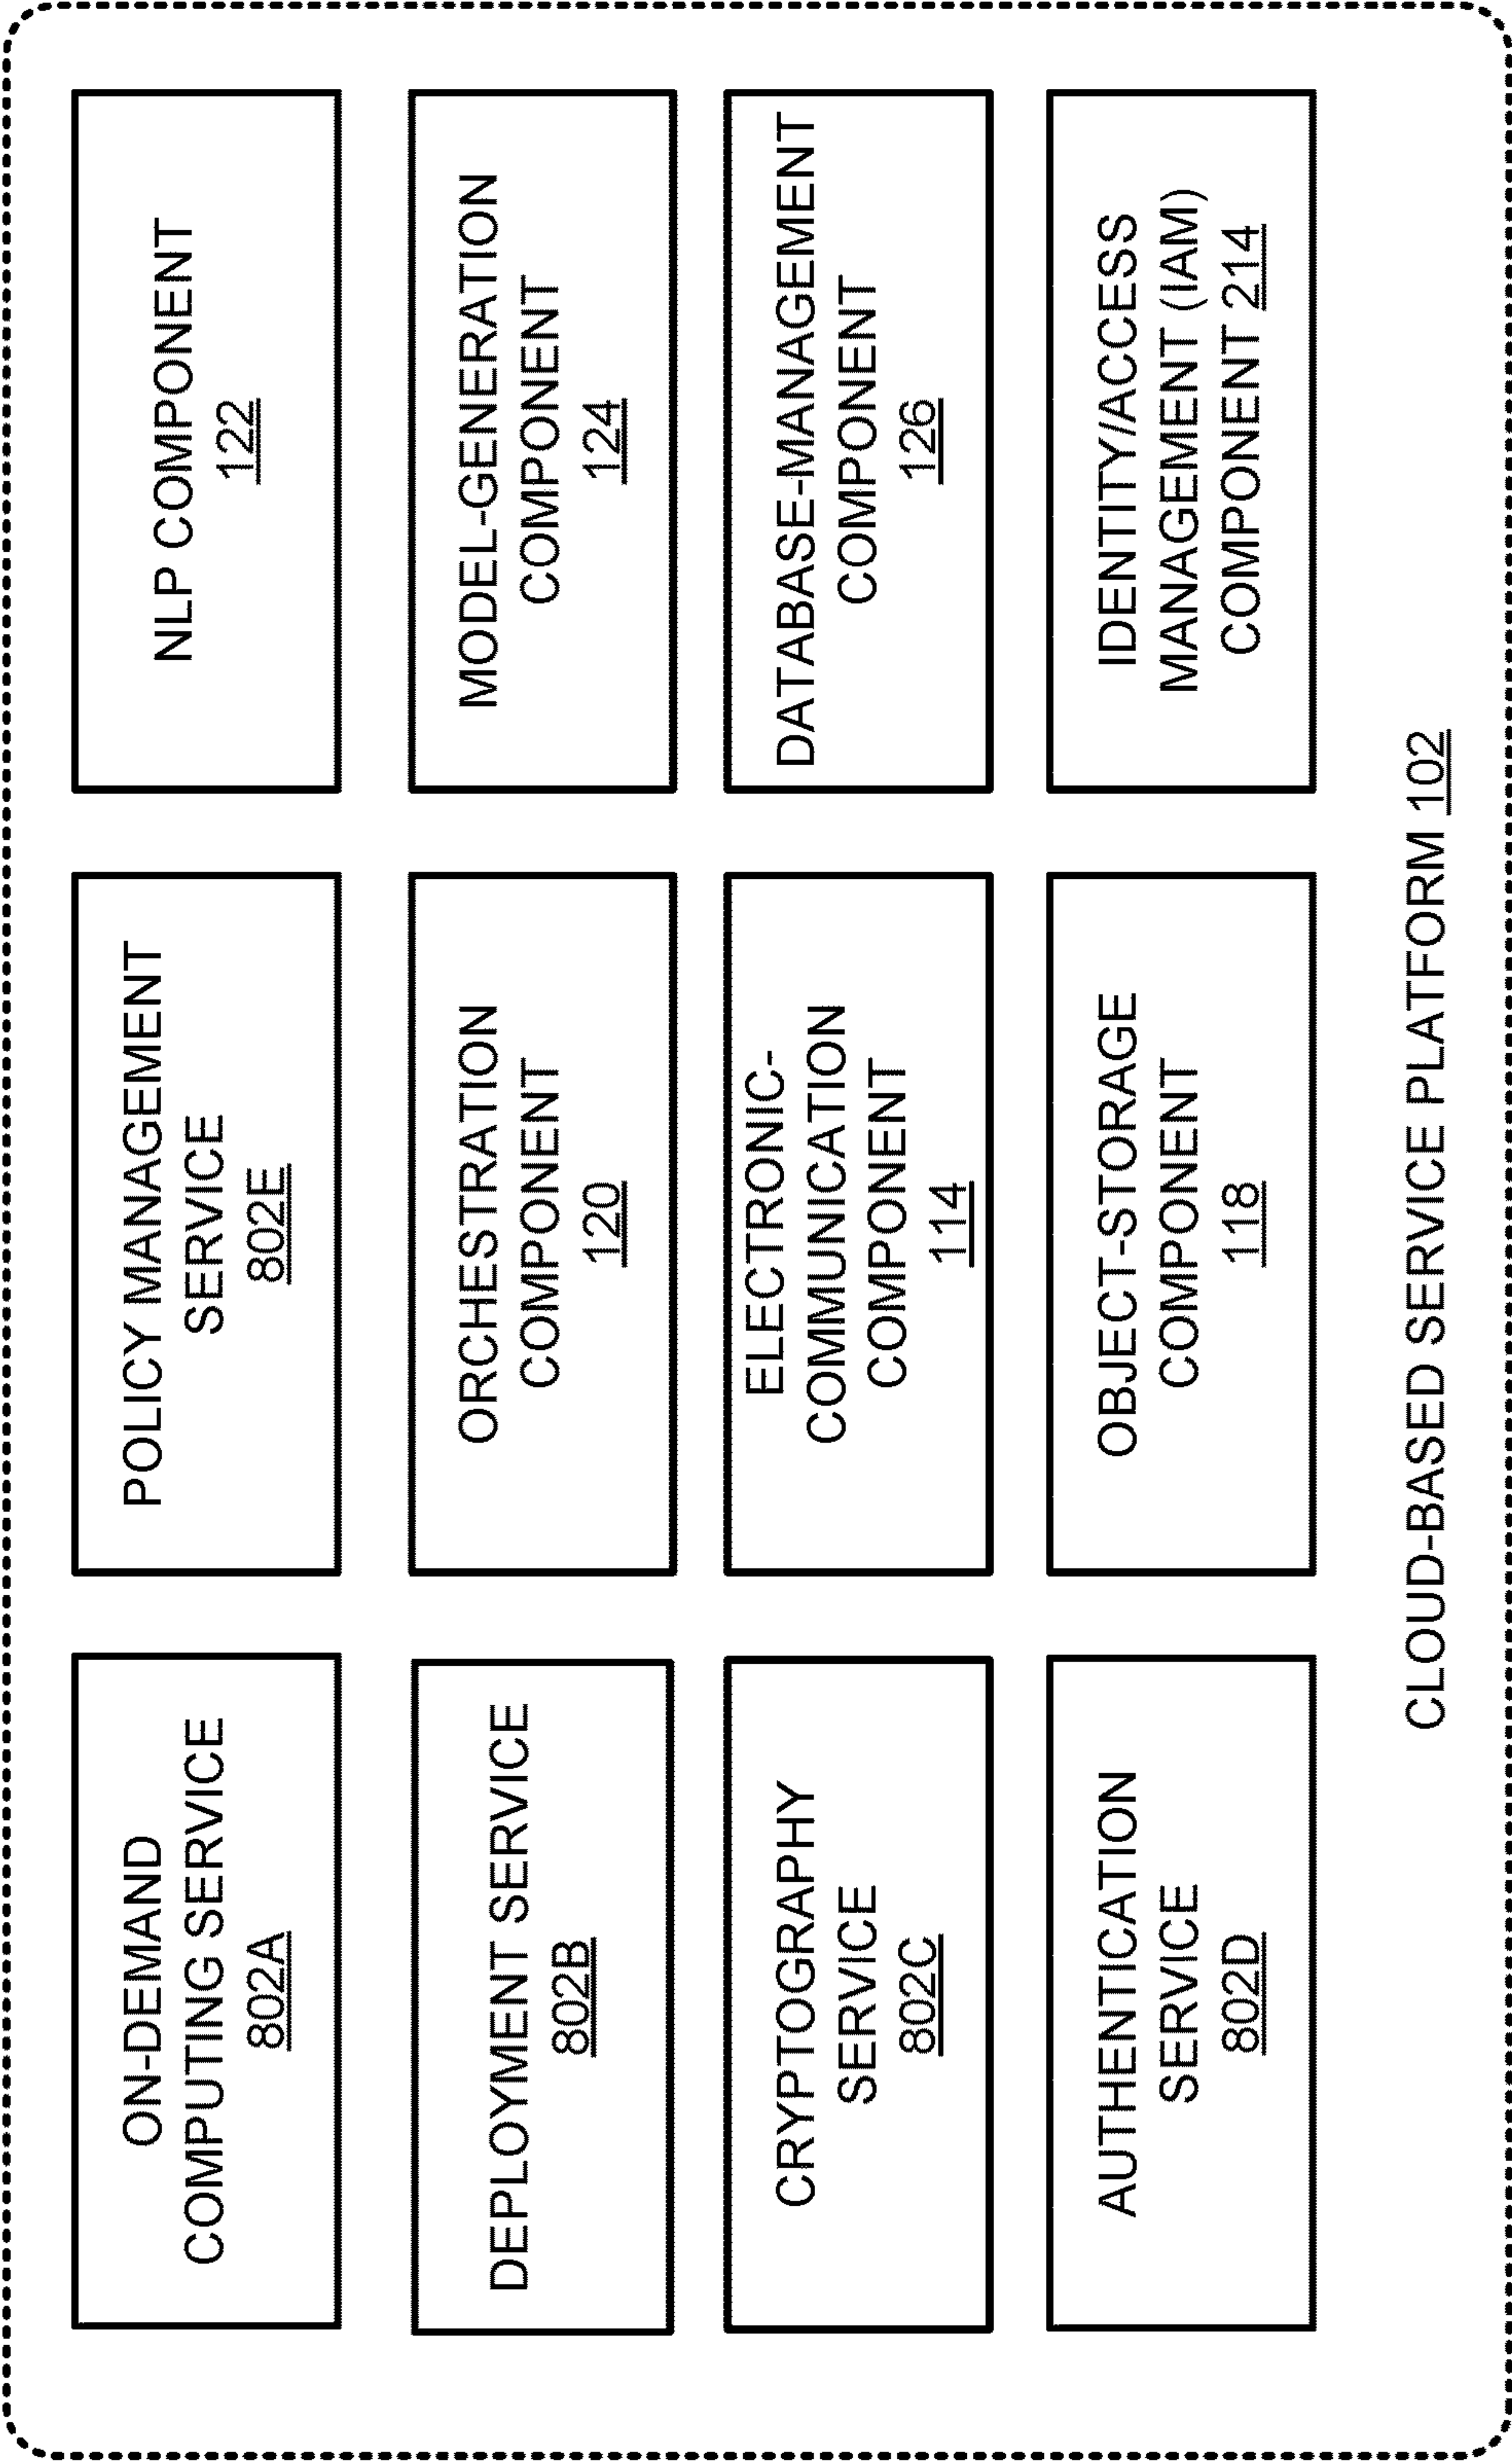 ON-DEMAND
COMPUTING SERVICE
802A
POLICY MANAGEMENT
SERVICE
802E
NLP COMPONENT
122
DEPLOYMENT SERVICE
802B
ORCHESTRATION
COMPONENT
120
MODEL-GENERATION
COMPONENT
124
CRYPTOGRAPHY
SERVICE
802C
ELECTRONIC-
COMMUNICATION
COMPONENT
114
DATABASE-MANAGEMENT
COMPONENT
126
AUTHENTICATION
SERVICE
802D
OBJECT-STORAGE
COMPONENT
118
IDENTITY/ACCESS
MANAGEMENT (IAM)
COMPONENT 214
CLOUD-BASED SERVICE PLATFORM 102